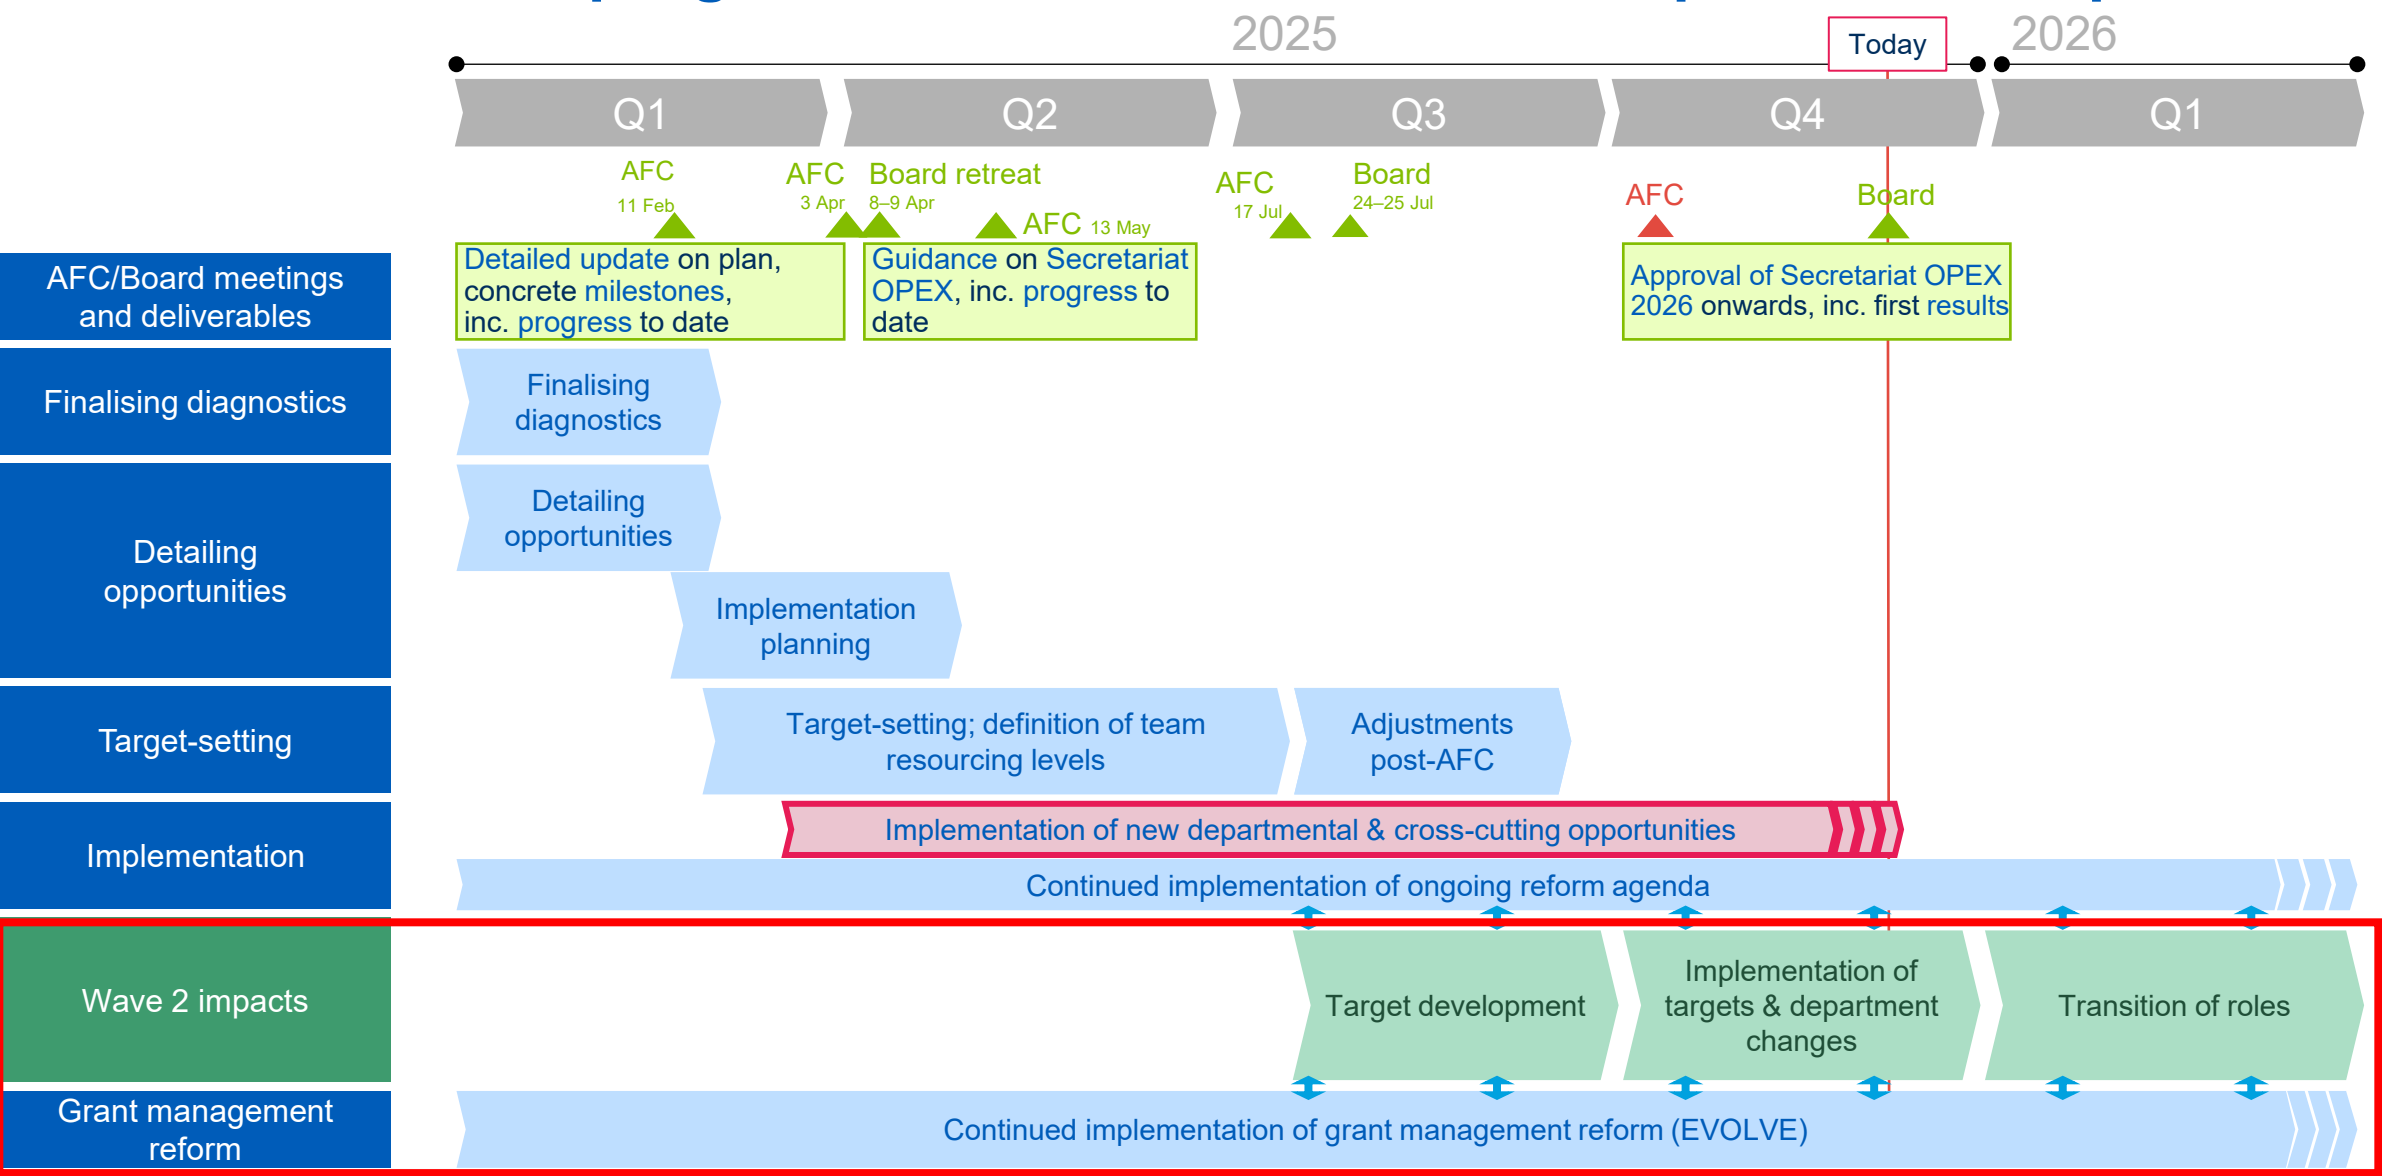 2025
Today
2026
Q1
Q2
Q3
Q4
Q1
AFC
11 Feb
AFC
3 Apr
Board retreat
8–9 Apr
AFC 13 May
AFC
17 Jul
Board
24–25 Jul
AFC
Board
AFC/Board meetings
and deliverables
Detailed update on plan,
concrete milestones,
inc. progress to date
Guidance on Secretariat
OPEX, inc. progress to
date
Approval of Secretariat OPEX
2026 onwards, inc. first results
Finalising diagnostics
Finalising
diagnostics
Detailing
opportunities
Detailing
opportunities
Implementation
planning
Target-setting
Target-setting; definition of team
resourcing levels
Adjustments
post-AFC
Implementation
Implementation of new departmental & cross-cutting opportunities
Continued implementation of ongoing reform agenda
Wave 2 impacts
Target development
Implementation of
targets & department
changes
Transition of roles
Grant management
reform
Continued implementation of grant management reform (EVOLVE)